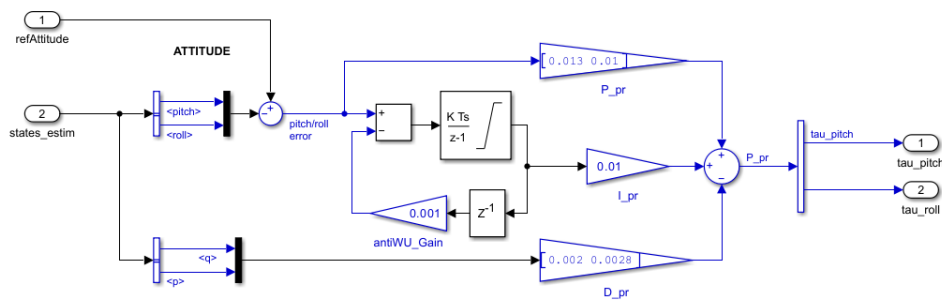 1
refAttitude
ATTITUDE
2
states_estim
<pitch>
<roll>
+
−
pitch/roll
error
+
−
K Ts
z-1
[0.013 0.01]
P_pr
0.01
I_pr
0.001
antiWU_Gain
Z-1
<q>
<p>
[0.002 0.0028]
D_pr
+
+
−
P_pr
tau_pitch
1
tau_pitch
2
tau_roll